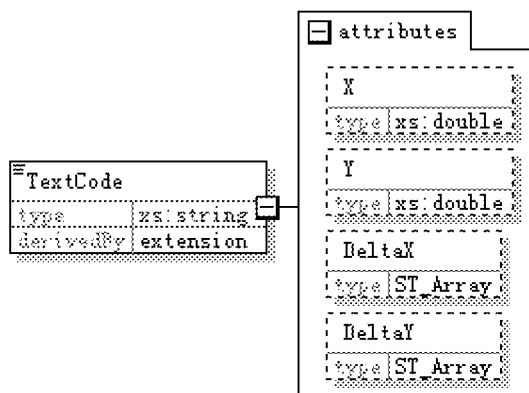 attributes
X
type xs:double
Y
type xs:double
TextCode
type xs:string
derivedBy extension
DeltaX
type ST_Array
DeltaY
type ST_Array